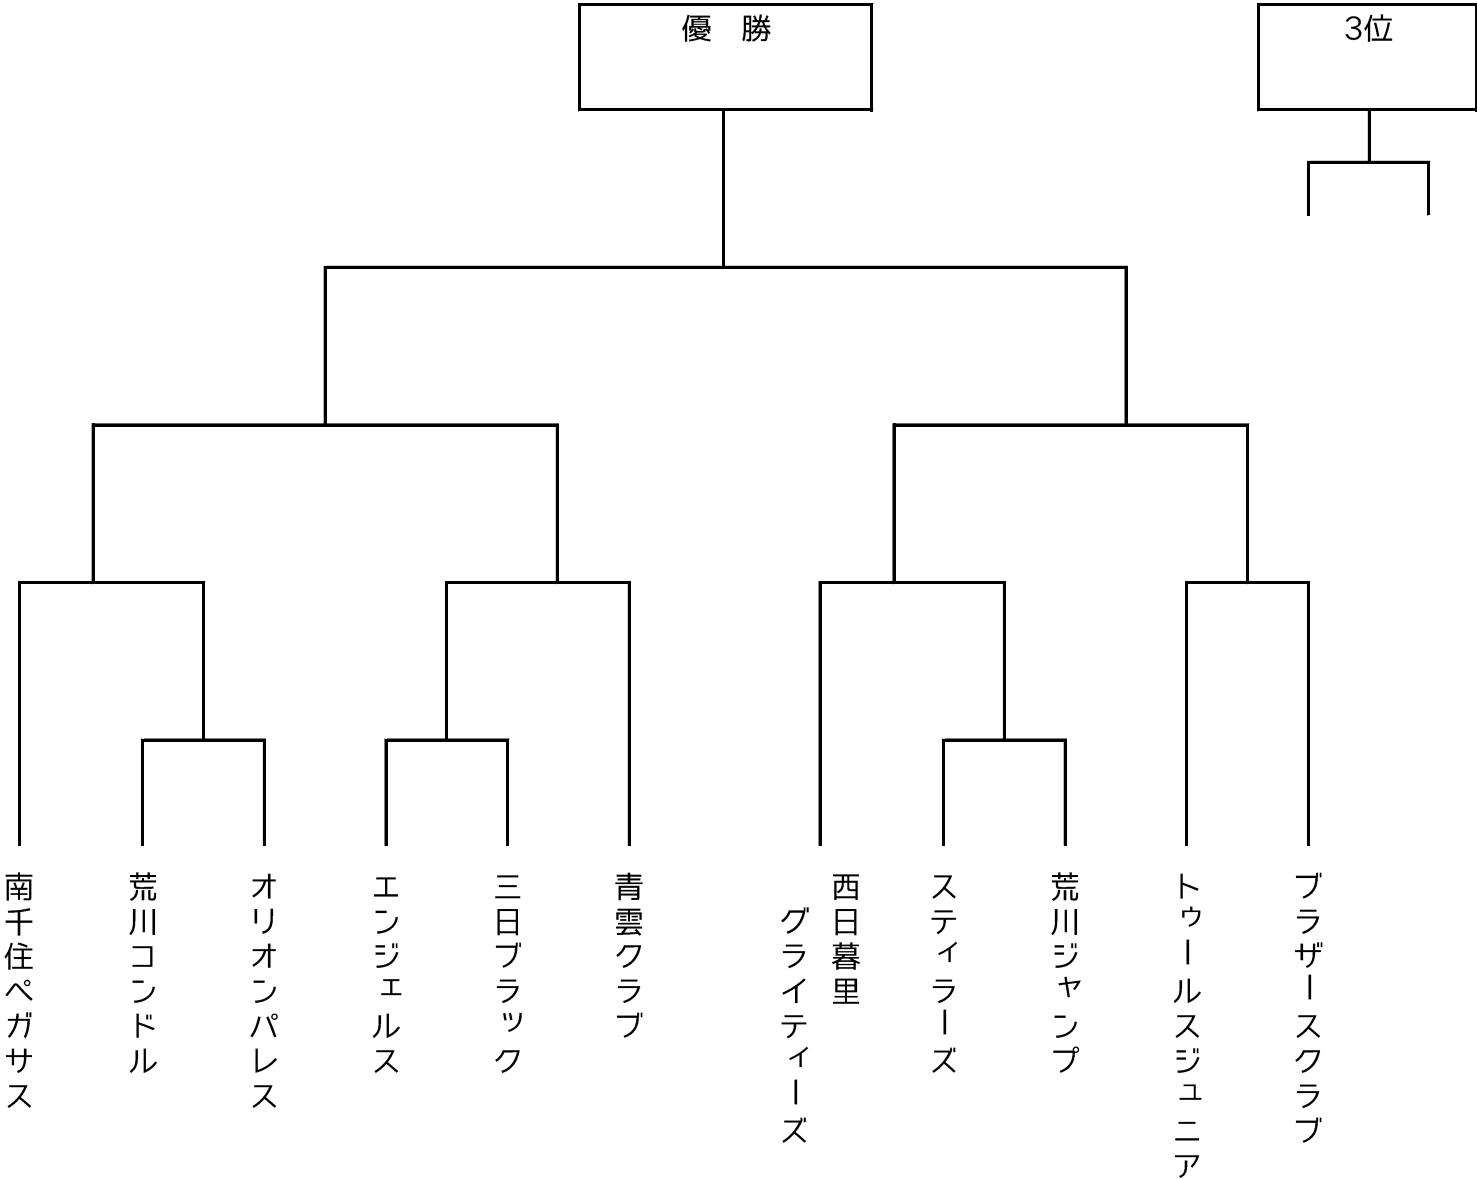 優　勝
3位
南千住ペガサス
荒川コンドル
オリオンパレス
エンジェルス
三日ブラック
青雲クラブ
西日暮里
グライティーズ
スティラーズ
荒川ジャンプ
トゥールスジュニア
ブラザースクラブ